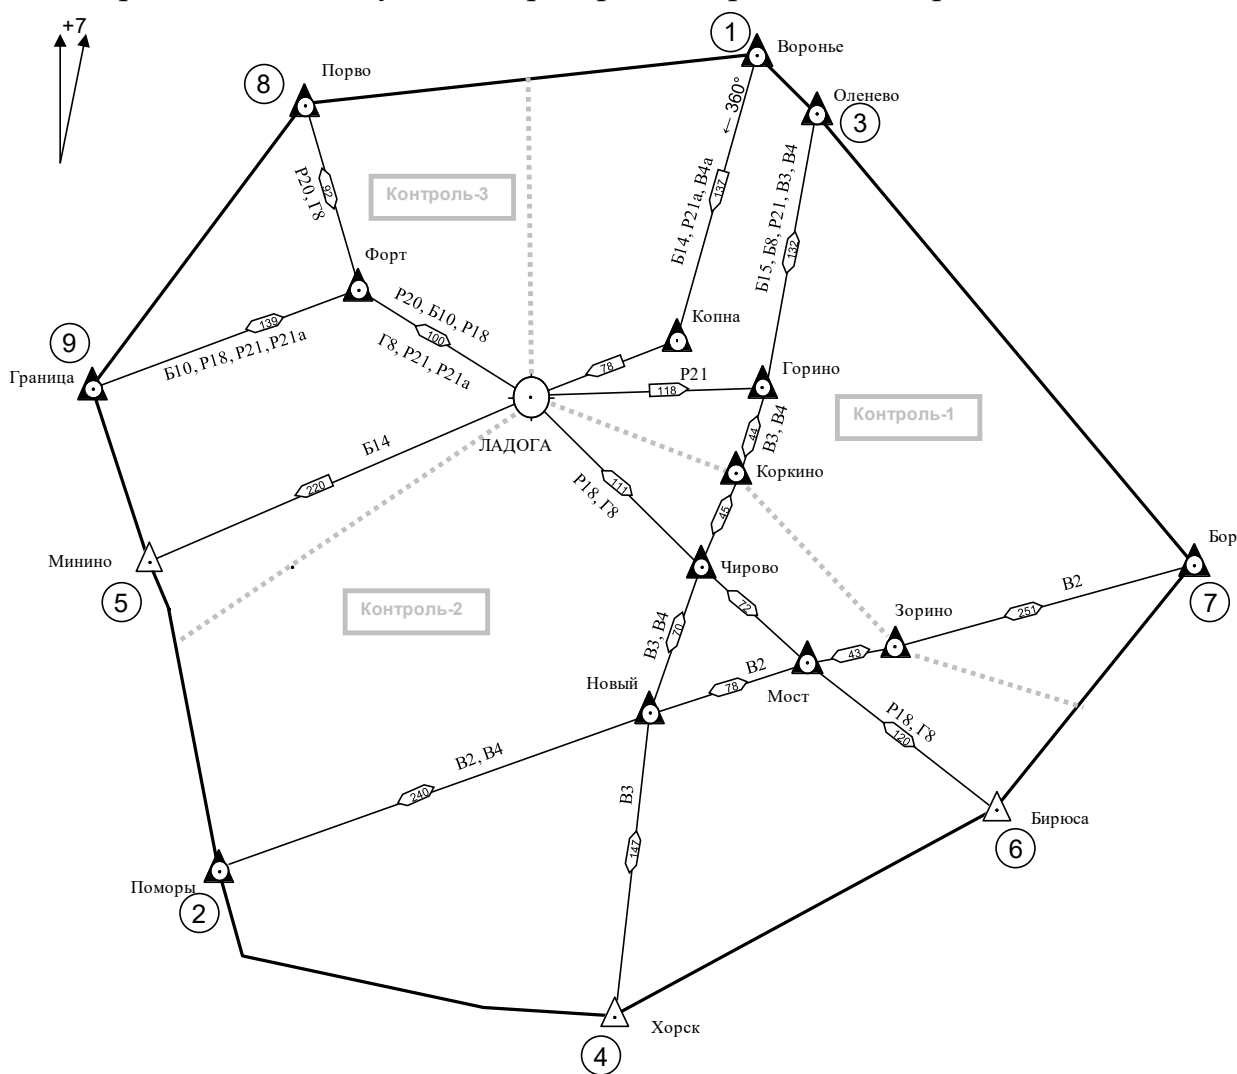 +7
1
Воронье
Порво
8
Оленево
3
← 360°
Контроль-3
92
Р20, Г8
137
Б14, Р21а, В4а
Б15, Б8, Р21, В3, В4
132
Форт
Р20, Б10, Р18
100
Г8, Р21, Р21а
139
Б10, Р18, Р21, Р21а
Копна
78
9
Граница
Р21
118
Горино
Контроль-1
44
В3, В4
ЛАДОГА
Б14
220
Коркино
111
Р18, Г8
45
Минино
5
Чирово
Бор
7
В2
251
Контроль-2
72
Зорино
43
70
В3, В4
Новый
В2
78
Мост
Р18, Г8
120
В2, В4
240
В3
147
Бирюса
6
Поморы
2
Хорск
4